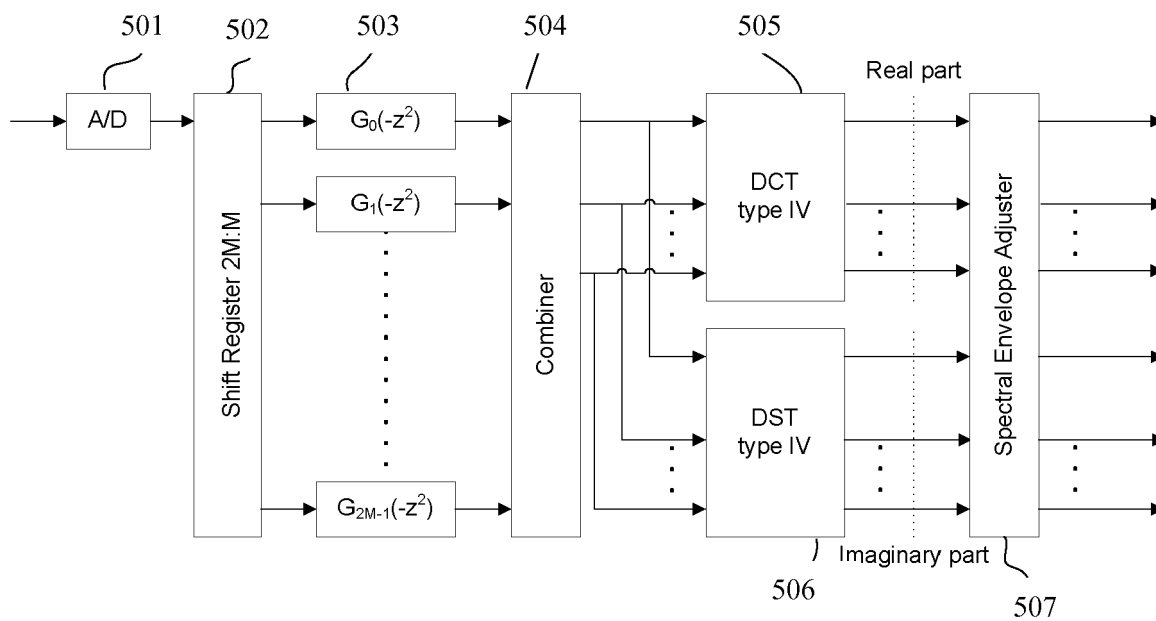 501
502
503
504
505
Real part
A/D
Shift Register 2M:M
G₀(-z²)
G₁(-z²)
G₂ₘ₋₁(-z²)
Combiner
DCT
type IV
DST
type IV
Spectral Envelope Adjuster
Imaginary part
506
507